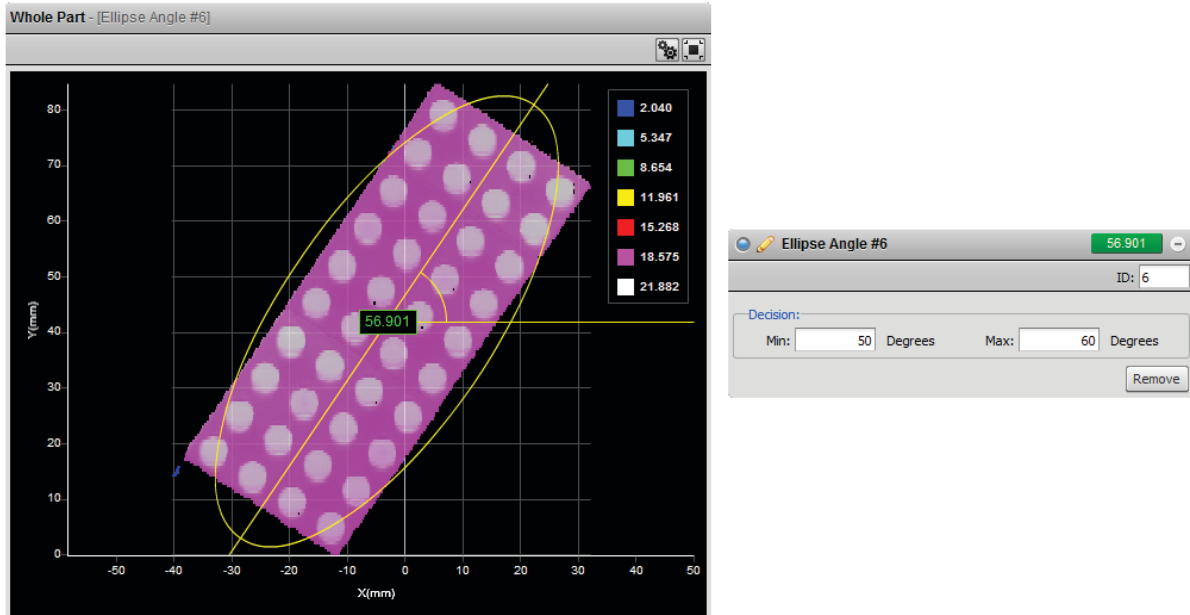 Whole Part - [Ellipse Angle #6]
80
70
60
50
40
30
20
10
0
Y(mm)
-50 -40 -30 -20 -10 0 10 20 30 40 50
X(mm)
56.901
2.040
5.347
8.654
11.961
15.268
18.575
21.882
Ellipse Angle #6 56.901
ID: 6
Decision:
Min: 50 Degrees Max: 60 Degrees
Remove